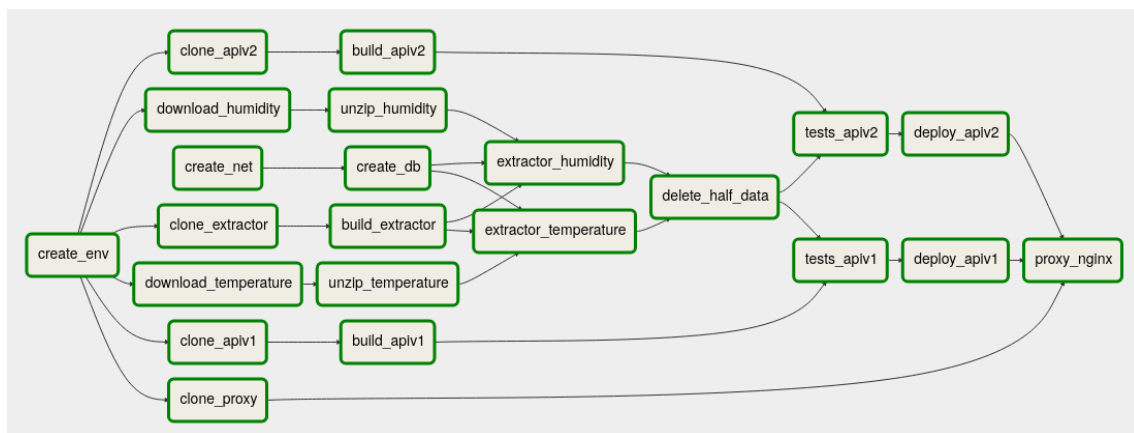 clone_apiv2
build_apiv2
download_humidity
unzip_humidity
tests_apiv2
deploy_apiv2
create_net
create_db
extractor_humidity
delete_half_data
clone_extractor
build_extractor
extractor_temperature
create_env
tests_apiv1
deploy_apiv1
proxy_nginx
download_temperature
unzip_temperature
clone_apiv1
build_apiv1
clone_proxy